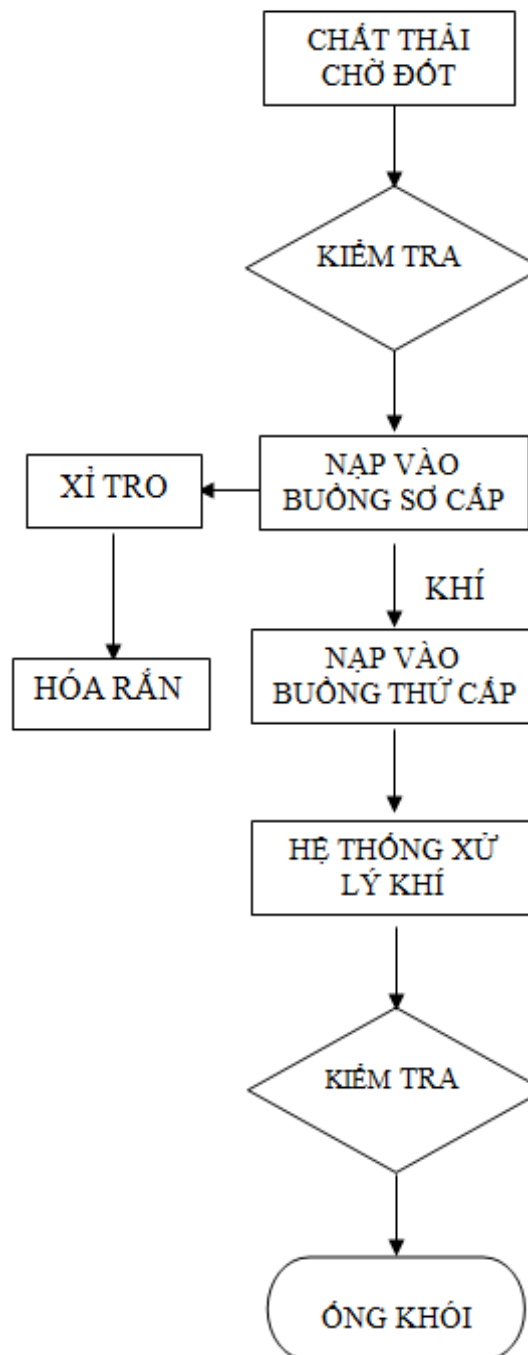 CHẤT THẢI
CHỜ ĐỐT
KIỂM TRA
NẠP VÀO
BUỒNG SƠ CẤP
XỈ TRO
KHÍ
NẠP VÀO
BUỒNG THỨ CẤP
HÓA RẮN
HỆ THỐNG XỬ
LÝ KHÍ
KIỂM TRA
ỐNG KHÓI